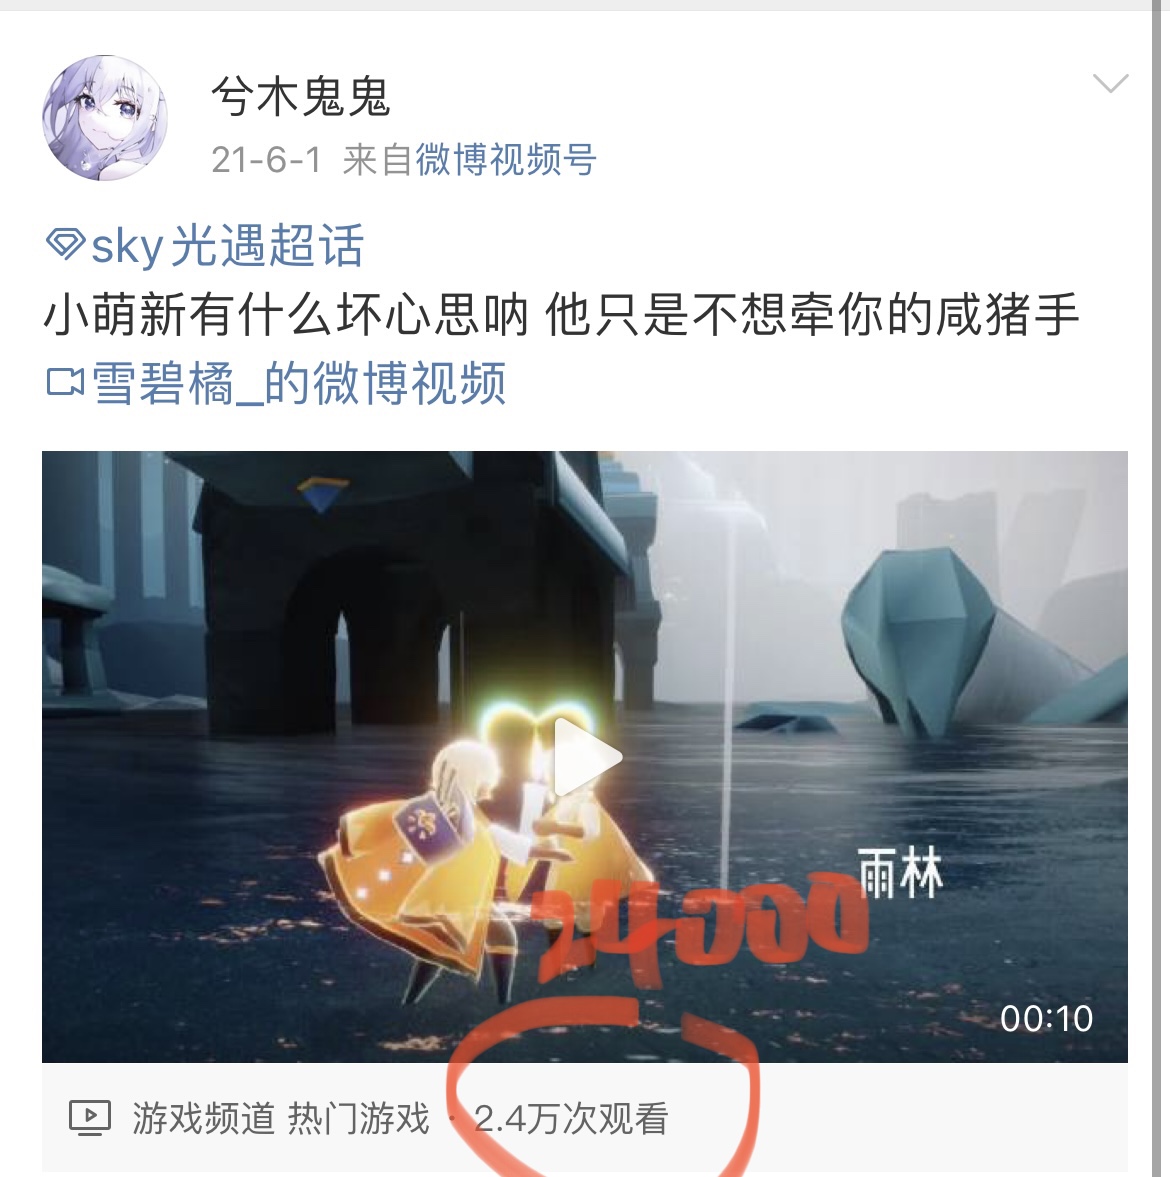 兮木鬼鬼
21-6-1 来自微博视频号
sky光遇超话
小萌新有什么坏心思呐 他只是不想牵你的咸猪手
雪碧橘_的微博视频
雨林
24000
00:10
游戏频道 热门游戏 · 2.4万次观看